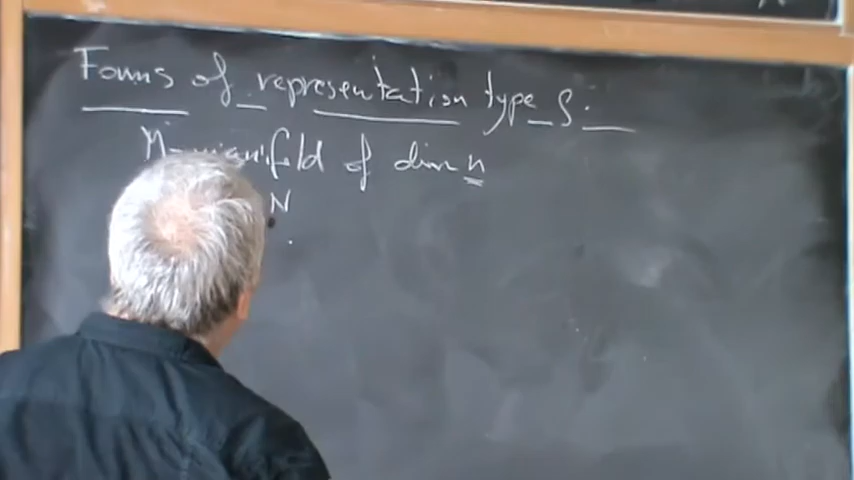 Forms of representation type ρ:
M-manifold of dim n
N